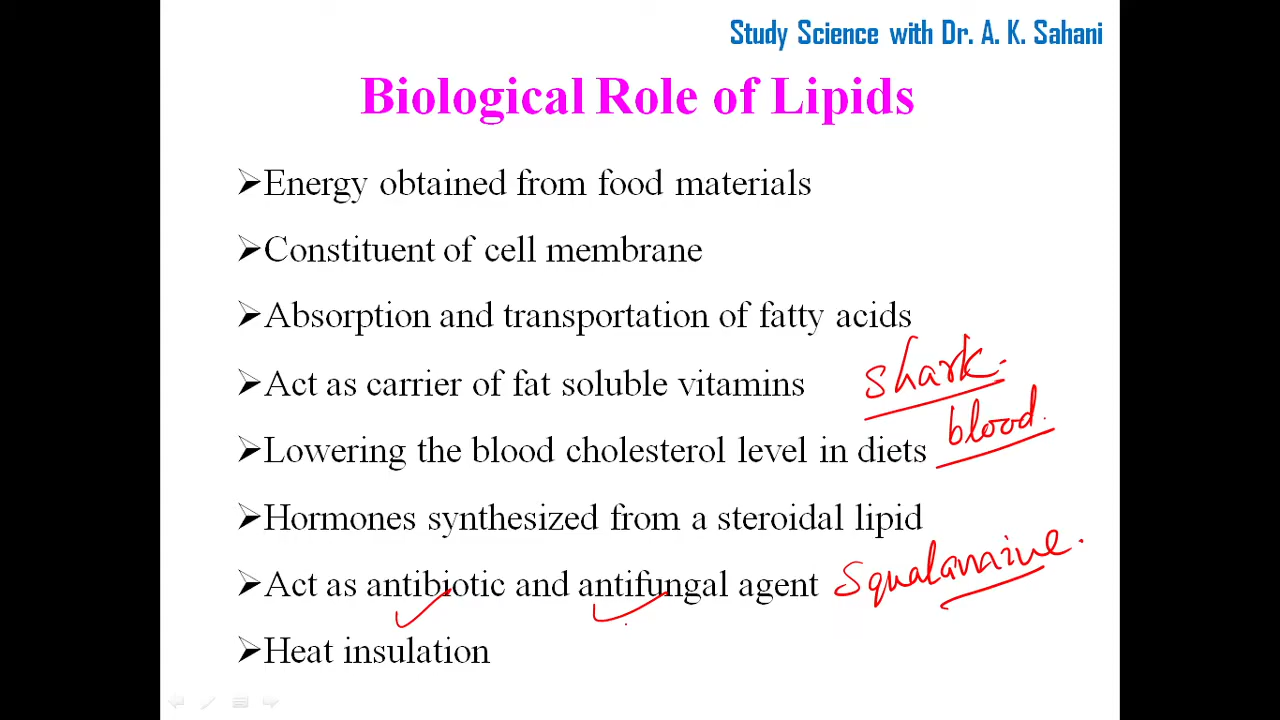 Study Science with Dr. A. K. Sahani
Biological Role of Lipids
➢Energy obtained from food materials
➢Constituent of cell membrane
➢Absorption and transportation of fatty acids
➢Act as carrier of fat soluble vitamins
shark
blood.
➢Lowering the blood cholesterol level in diets
➢Hormones synthesized from a steroidal lipid
➢Act as antibiotic and antifungal agent
Squalamine.
➢Heat insulation